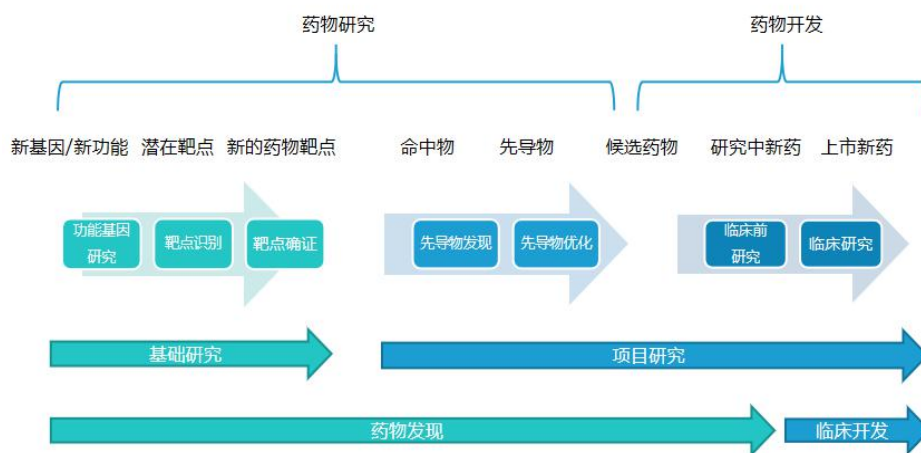 药物研究
药物开发
新基因/新功能
潜在靶点
新的药物靶点
命中物
先导物
候选药物
研究中新药
上市新药
功能基因
研究
靶点识别
靶点确证
先导物发现
先导物优化
临床前
研究
临床研究
基础研究
项目研究
药物发现
临床开发